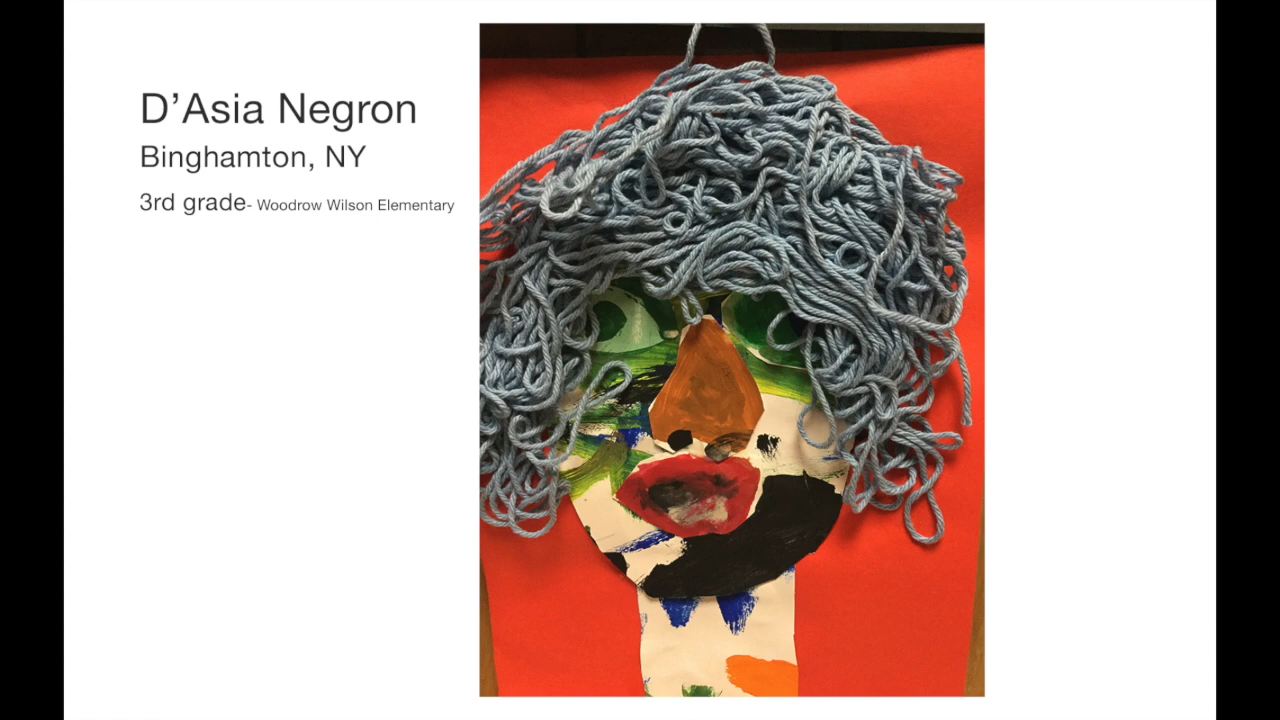 D’Asia Negron
Binghamton, NY
3rd grade- Woodrow Wilson Elementary